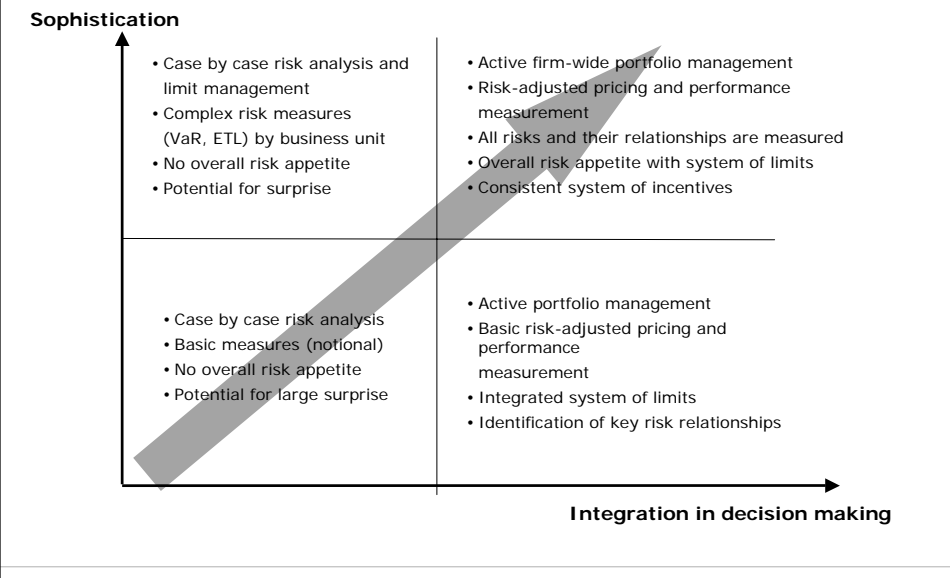 Sophistication
• Case by case risk analysis and
limit management
• Complex risk measures
(VaR, ETL) by business unit
• No overall risk appetite
• Potential for surprise
• Active firm-wide portfolio management
• Risk-adjusted pricing and performance
measurement
• All risks and their relationships are measured
• Overall risk appetite with system of limits
• Consistent system of incentives
• Case by case risk analysis
• Basic measures (notional)
• No overall risk appetite
• Potential for large surprise
• Active portfolio management
• Basic risk-adjusted pricing and
performance
measurement
• Integrated system of limits
• Identification of key risk relationships
Integration in decision making